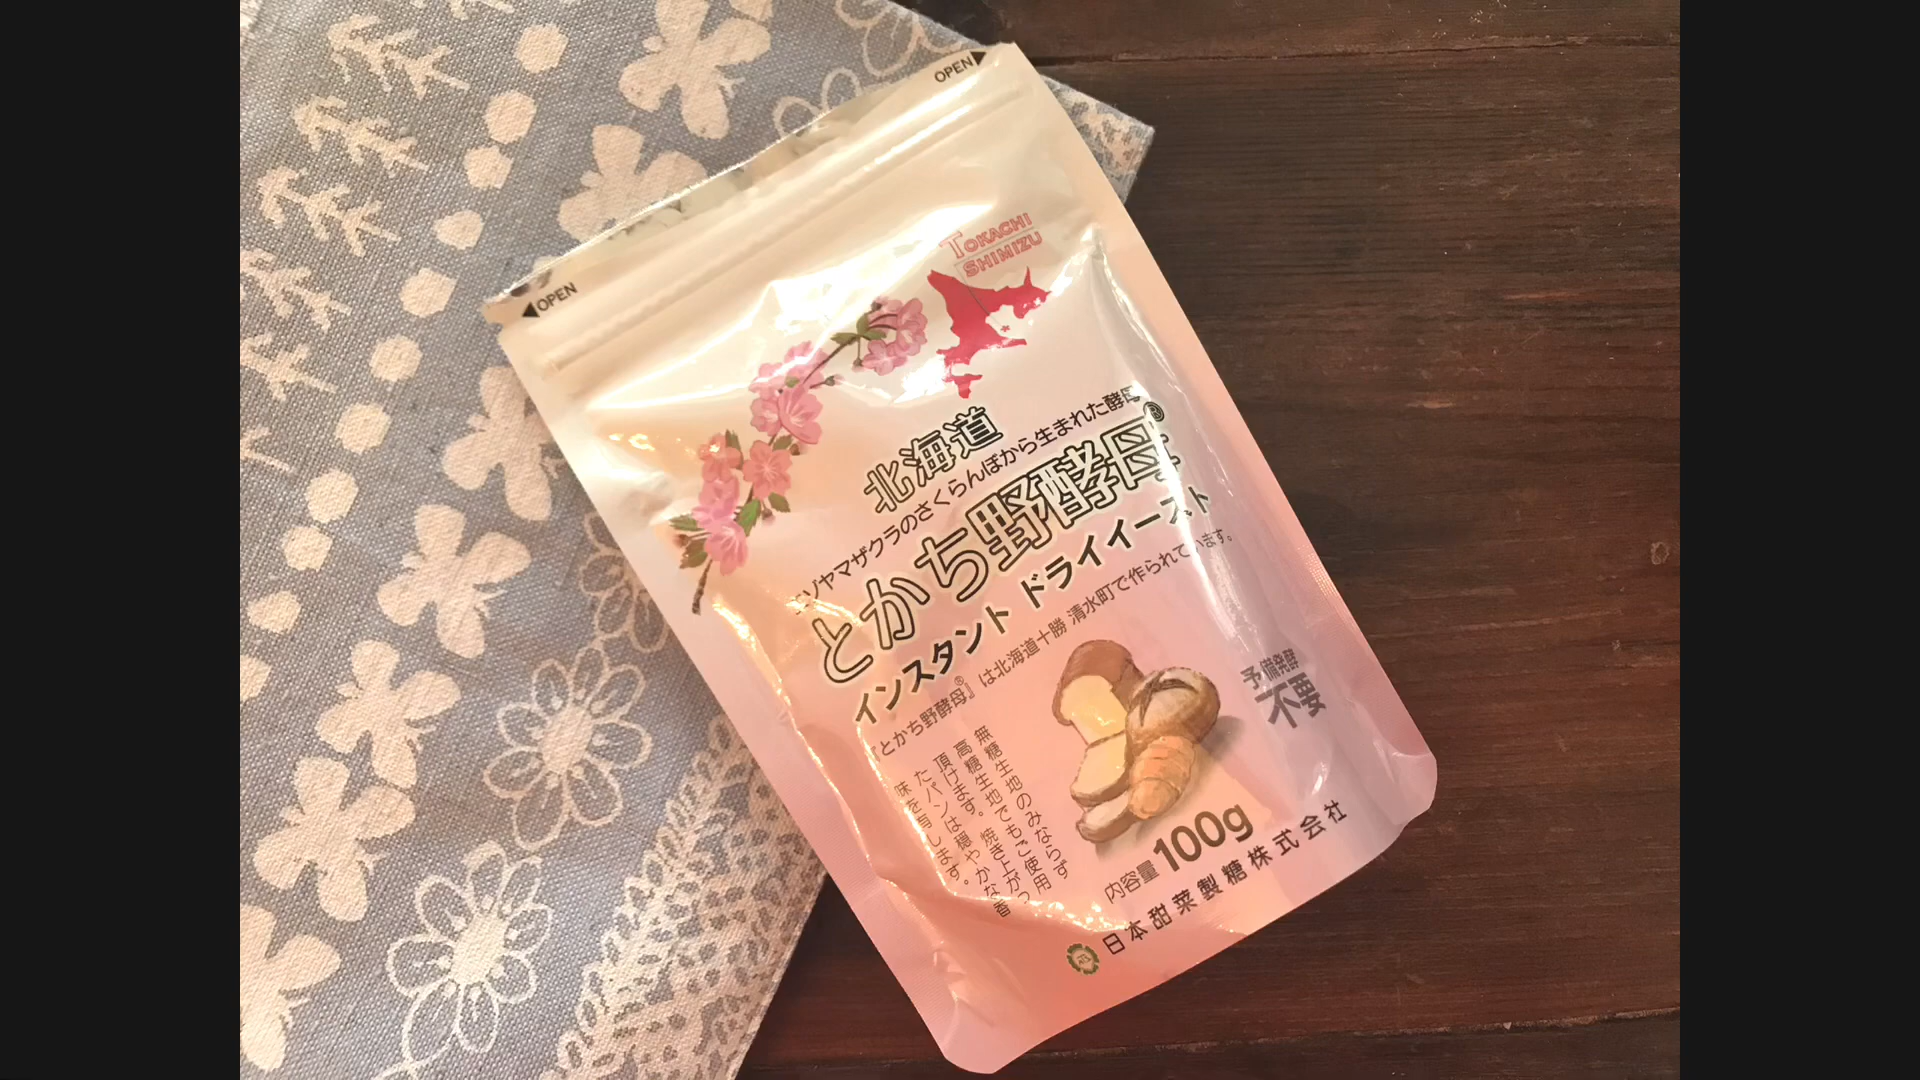 OPEN
OPEN
TOKACHI
SHIMIZU
北海道
エゾヤマザクラのさくらんぼから生まれた酵母
とかち野酵母®
インスタント ドライイースト
『とかち野酵母®』は北海道十勝 清水町で作られています。
予備発酵
不要
無糖生地のみならず
高糖生地でもご使用
頂けます。焼き上がっ
たパンは穏やかな香
味を有します。
内容量 100g
日本甜菜製糖株式会社